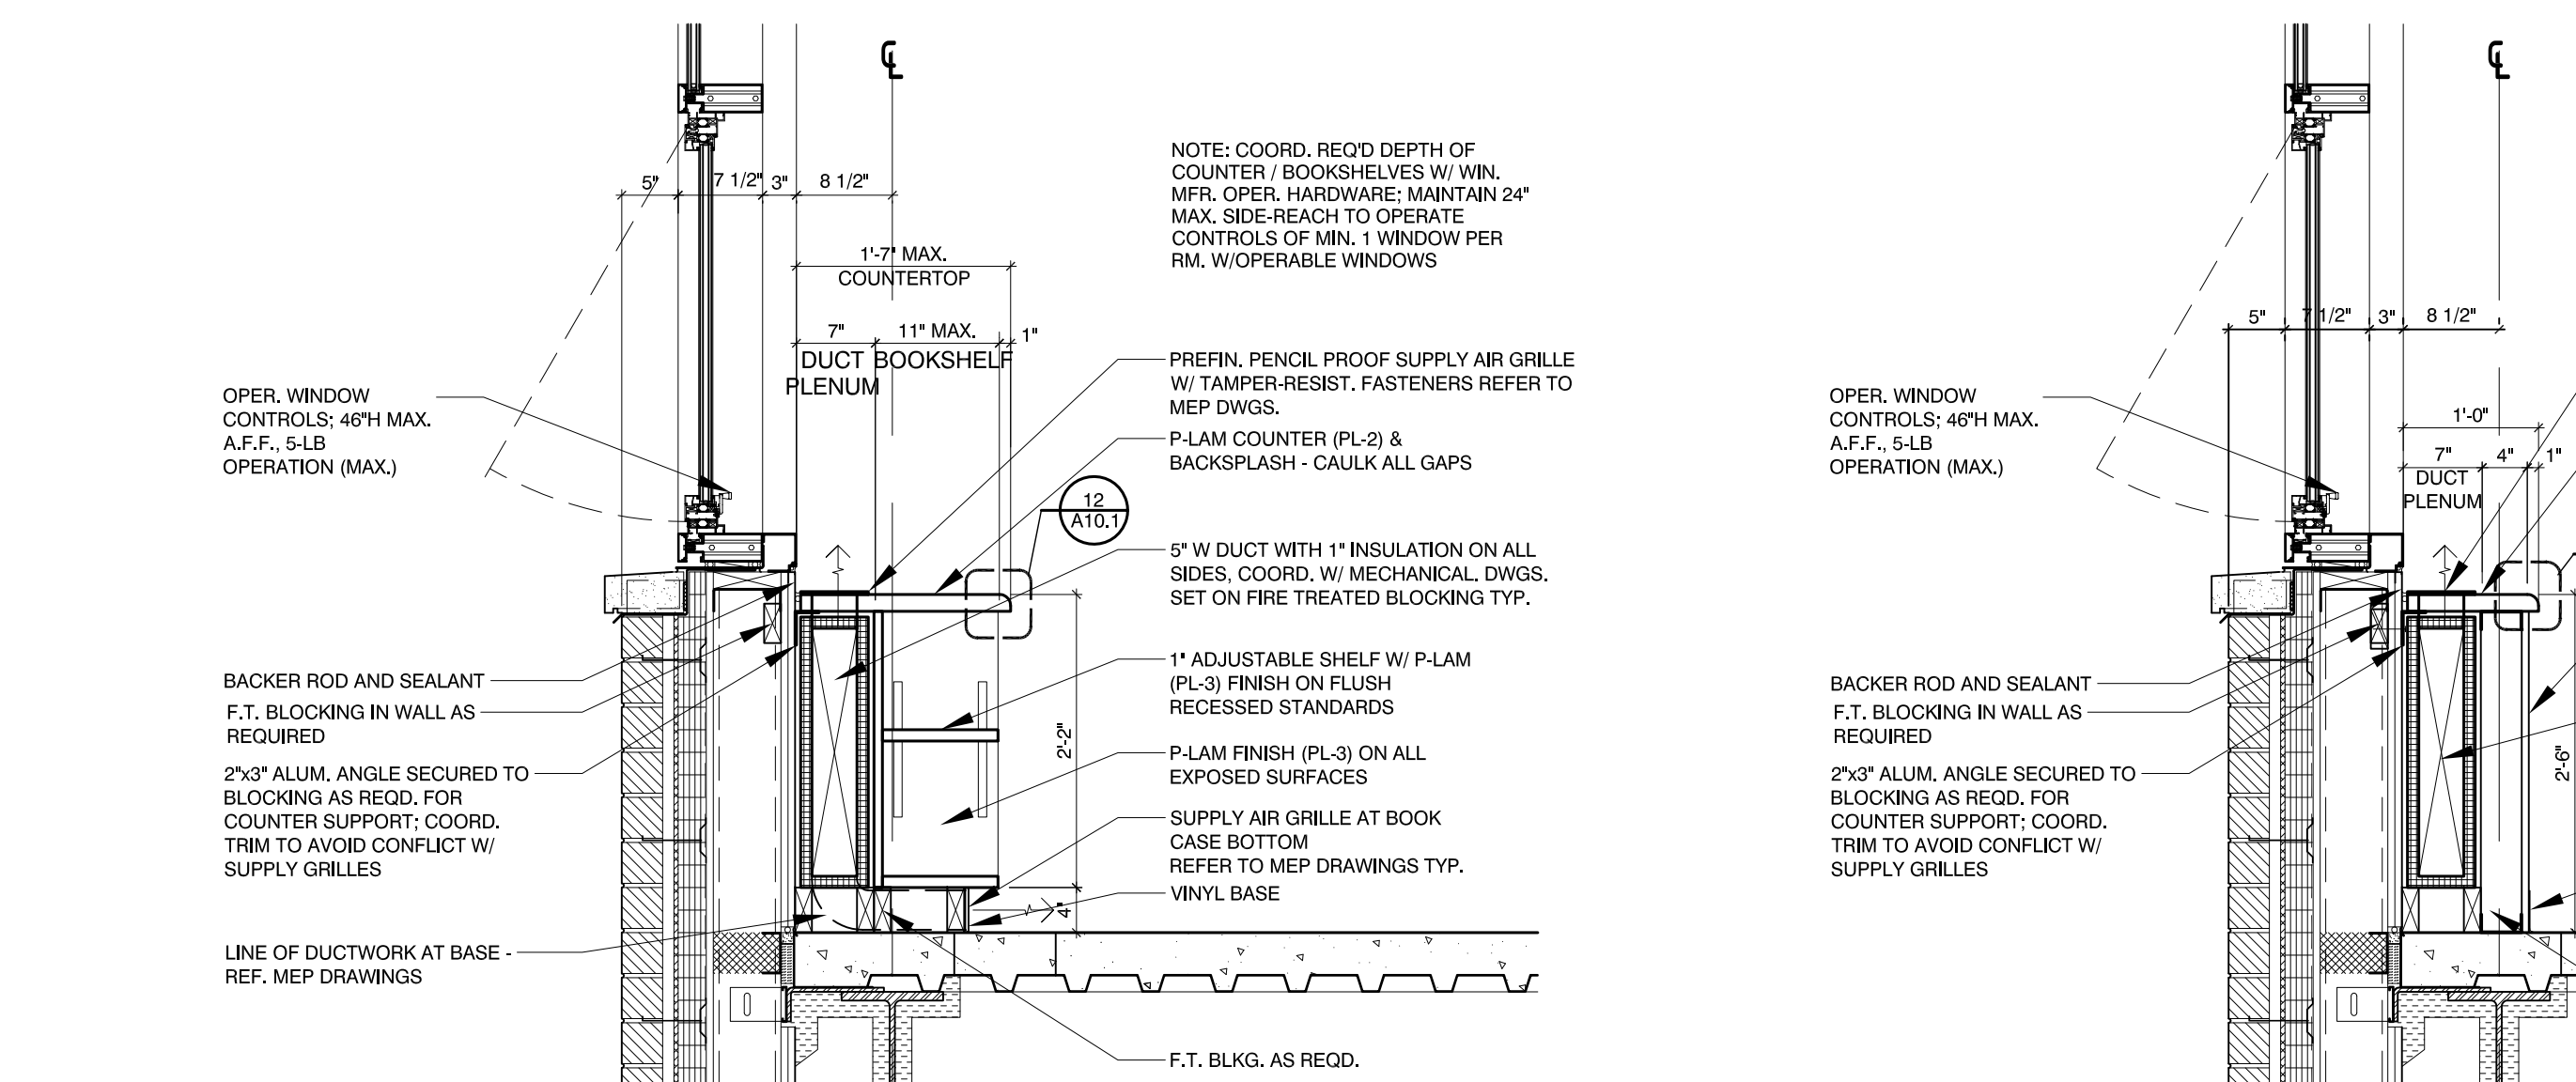 ℄
NOTE: COORD. REQ'D DEPTH OF
COUNTER / BOOKSHELVES W/ WIN.
MFR. OPER. HARDWARE; MAINTAIN 24"
MAX. SIDE-REACH TO OPERATE
CONTROLS OF MIN. 1 WINDOW PER
RM. W/OPERABLE WINDOWS
5" 7 1/2" 3" 8 1/2"
1'-7" MAX.
COUNTERTOP
7" 11" MAX. 1"
DUCT BOOKSHELF
PLENUM
OPER. WINDOW
CONTROLS; 46"H MAX.
A.F.F., 5-LB
OPERATION (MAX.)
PREFIN. PENCIL PROOF SUPPLY AIR GRILLE
W/ TAMPER-RESIST. FASTENERS REFER TO
MEP DWGS.
P-LAM COUNTER (PL-2) &
BACKSPLASH - CAULK ALL GAPS
12
A10.1
5" W DUCT WITH 1" INSULATION ON ALL
SIDES, COORD. W/ MECHANICAL. DWGS.
SET ON FIRE TREATED BLOCKING TYP.
BACKER ROD AND SEALANT
F.T. BLOCKING IN WALL AS
REQUIRED
2"x3" ALUM. ANGLE SECURED TO
BLOCKING AS REQD. FOR
COUNTER SUPPORT; COORD.
TRIM TO AVOID CONFLICT W/
SUPPLY GRILLES
LINE OF DUCTWORK AT BASE -
REF. MEP DRAWINGS
1" ADJUSTABLE SHELF W/ P-LAM
(PL-3) FINISH ON FLUSH
RECESSED STANDARDS
P-LAM FINISH (PL-3) ON ALL
EXPOSED SURFACES
SUPPLY AIR GRILLE AT BOOK
CASE BOTTOM
REFER TO MEP DRAWINGS TYP.
VINYL BASE
2'-2"
4"
F.T. BLKG. AS REQD.
℄
5" 7 1/2" 3" 8 1/2"
1'-0"
7" 4" 1"
DUCT
PLENUM
OPER. WINDOW
CONTROLS; 46"H MAX.
A.F.F., 5-LB
OPERATION (MAX.)
BACKER ROD AND SEALANT
F.T. BLOCKING IN WALL AS
REQUIRED
2"x3" ALUM. ANGLE SECURED TO
BLOCKING AS REQD. FOR
COUNTER SUPPORT; COORD.
TRIM TO AVOID CONFLICT W/
SUPPLY GRILLES
2'-6"